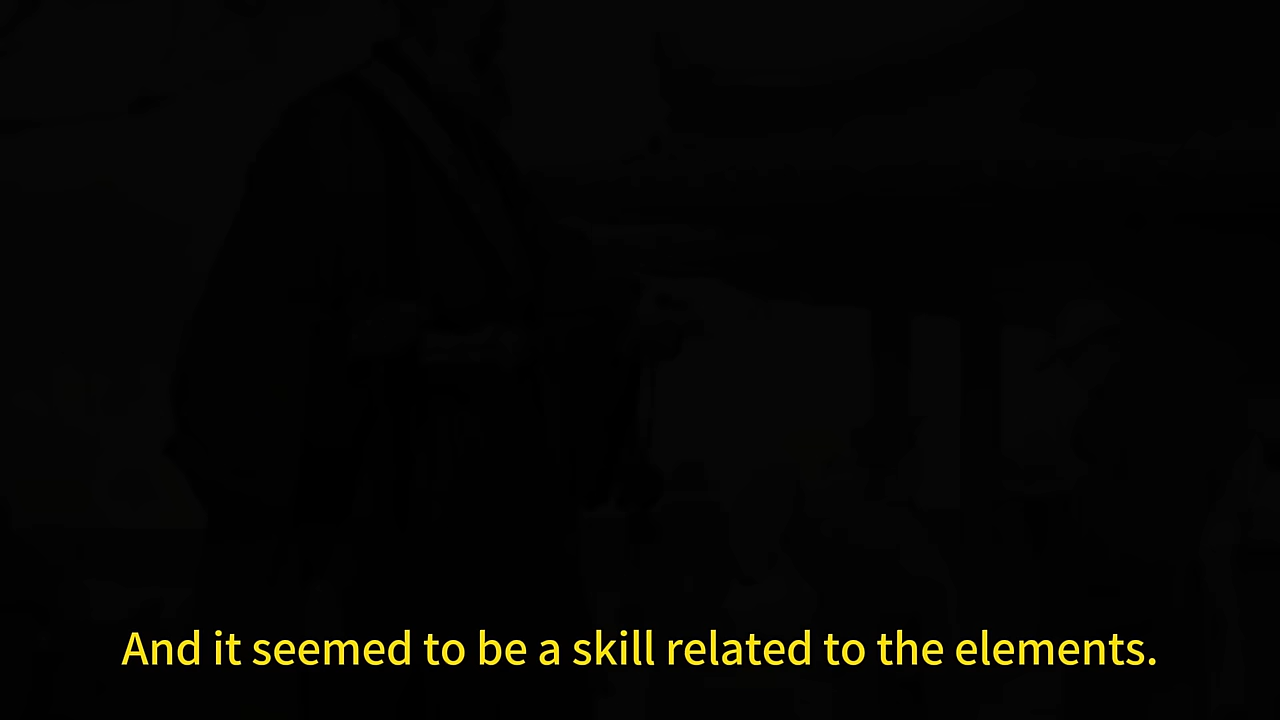 And it seemed to be a skill related to the elements.